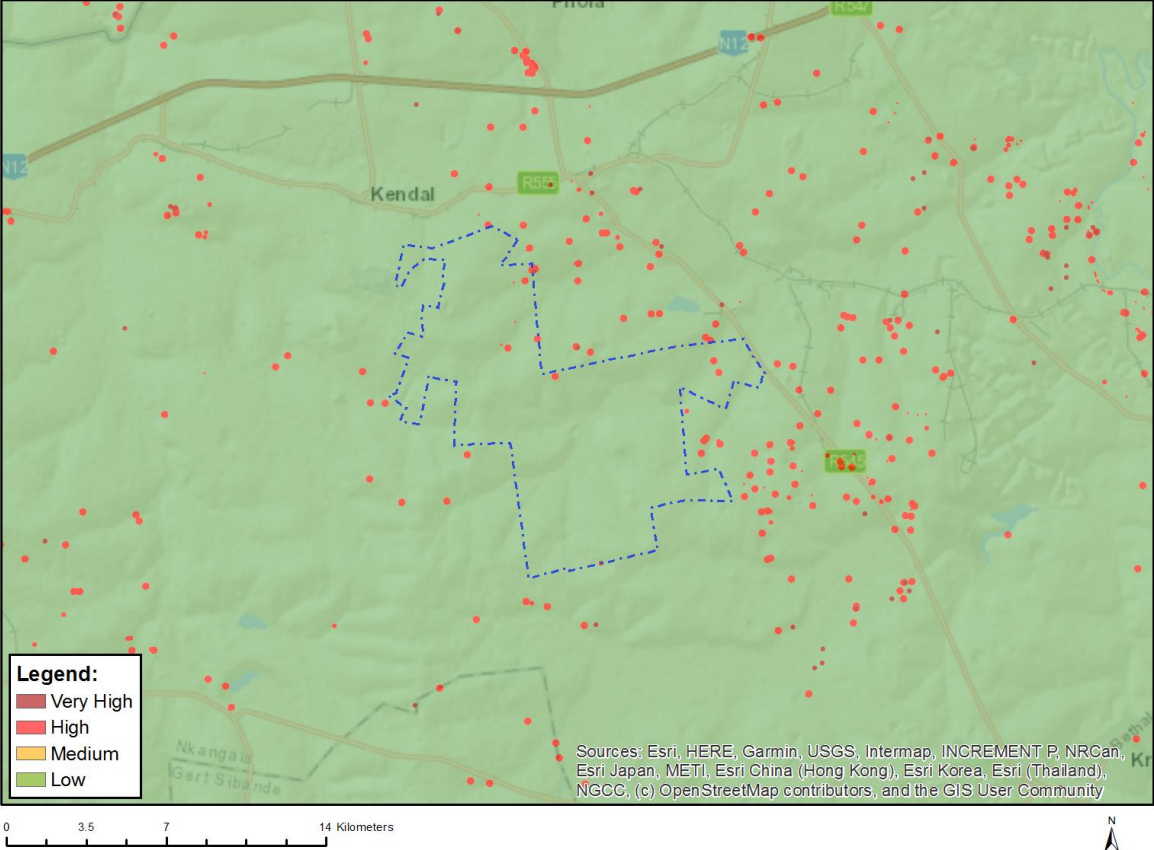 Phola
R547
N12
N12
R555
Kendal
R545
Legend:
Very High
High
Medium
Low
Nkangala
Gert Sibande
Bethal
Kr
Sources: Esri, HERE, Garmin, USGS, Intermap, INCREMENT P, NRCan,
Esri Japan, METI, Esri China (Hong Kong), Esri Korea, Esri (Thailand),
NGCC, (c) OpenStreetMap contributors, and the GIS User Community
0 3.5 7 14 Kilometers
N